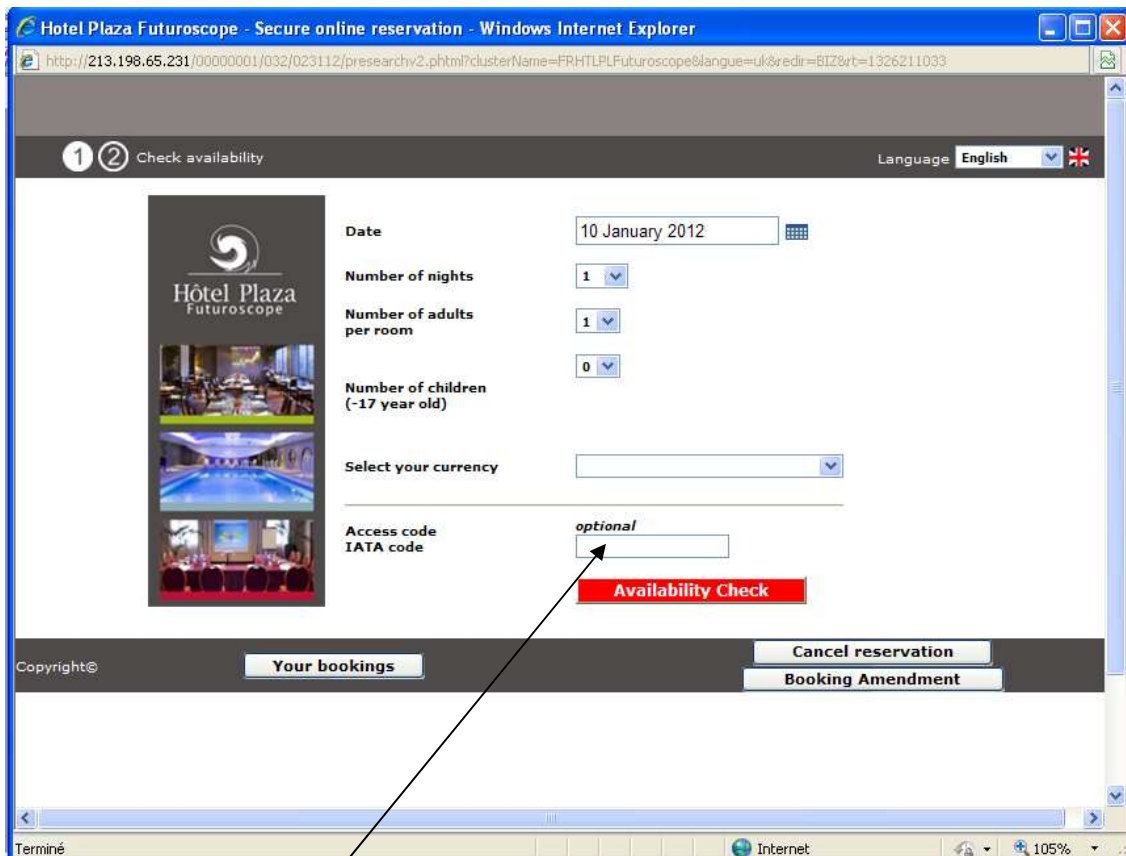 Hotel Plaza Futuroscope - Secure online reservation - Windows Internet Explorer
http://213.198.65.231/00000001/032/023112/presearchv2.phtml?clusterName=FRHTLPLFuturoscope&langue=uk&redir=BIZ&rt=1326211033
1 2 Check availability
Language English
Hôtel Plaza
Futuroscope
Date 10 January 2012
Number of nights 1
Number of adults
per room 1
0
Number of children
(-17 year old)
Select your currency
Access code optional
IATA code
Availability Check
Copyright© Your bookings Cancel reservation
Booking Amendment
Terminé Internet 105%